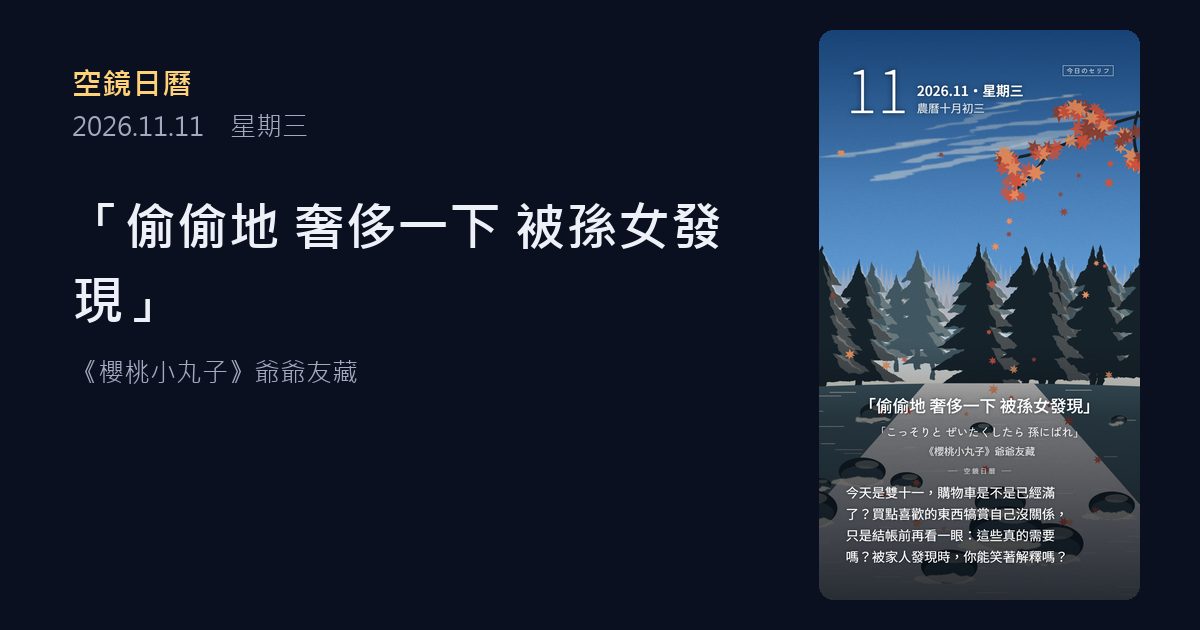 空鏡日曆
2026.11.11 星期三
「偷偷地 奢侈一下 被孫女發
現」
《櫻桃小丸子》爺爺友藏
今日のセリフ
11
2026.11・星期三
農曆十月初三
「偷偷地 奢侈一下 被孫女發現」
「こっそりと ぜいたくしたら 孫にばれ」
《櫻桃小丸子》爺爺友藏
空鏡日曆
今天是雙十一，購物車是不是已經滿
了？買點喜歡的東西犒賞自己沒關係，
只是結帳前再看一眼：這些真的需要
嗎？被家人發現時，你能笑著解釋嗎？